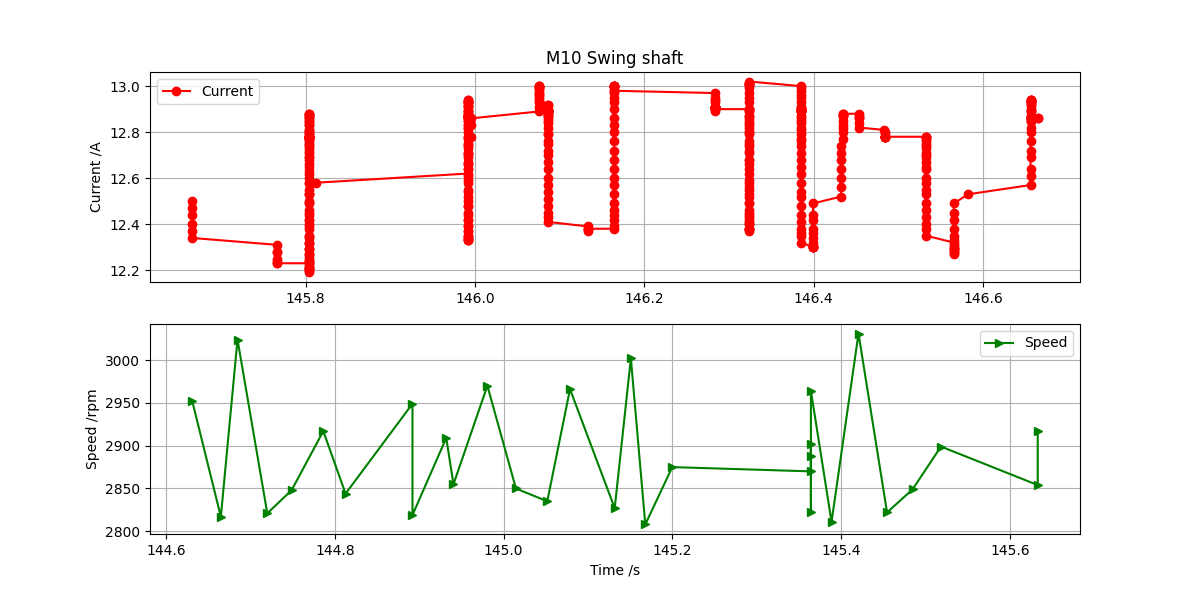 M10 Swing shaft
Current
Current /A
13.0
12.8
12.6
12.4
12.2
145.8 146.0 146.2 146.4 146.6
Speed
Speed /rpm
3000
2950
2900
2850
2800
144.6 144.8 145.0 145.2 145.4 145.6
Time /s